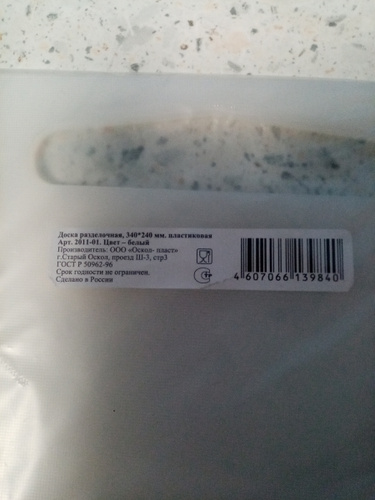 Доска разделочная, 340*240 мм. пластиковая
Арт. 2011-01. Цвет – белый
Производитель: ООО «Оскол- пласт»
г.Старый Оскол, проезд Ш-3, стр3
ГОСТ Р 50962-96
Срок годности не ограничен.
Сделано в России
4 607066 139840